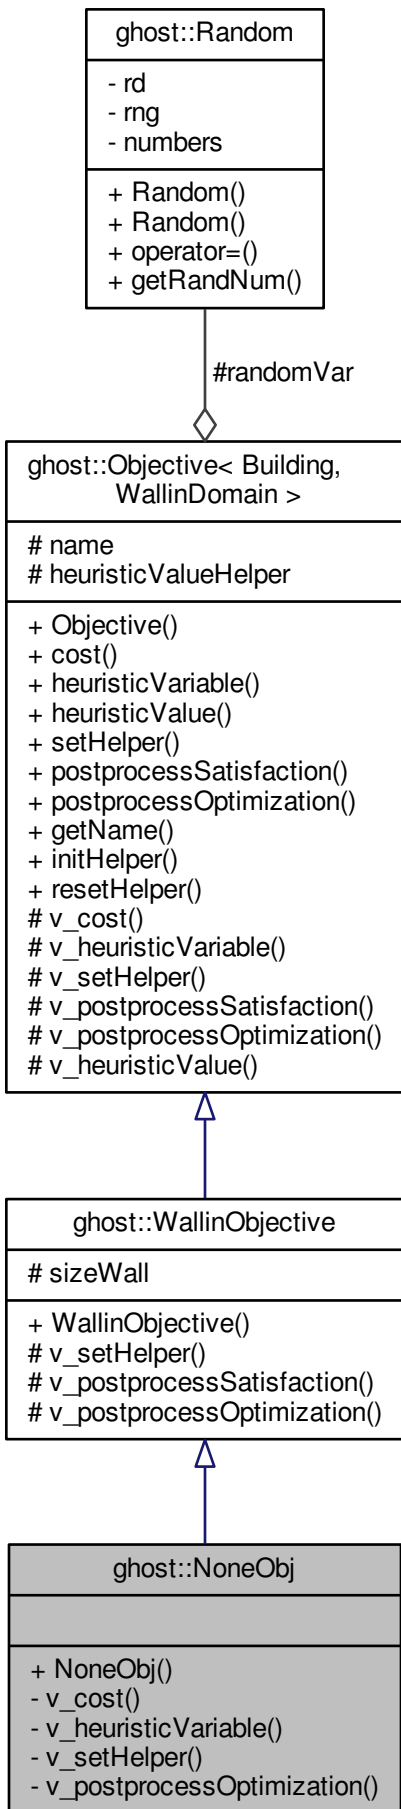 ghost::Random
- rd
- rng
- numbers
+ Random()
+ Random()
+ operator=()
+ getRandNum()
#randomVar
ghost::Objective< Building,
WallinDomain >
# name
# heuristicValueHelper
+ Objective()
+ cost()
+ heuristicVariable()
+ heuristicValue()
+ setHelper()
+ postprocessSatisfaction()
+ postprocessOptimization()
+ getName()
+ initHelper()
+ resetHelper()
# v_cost()
# v_heuristicVariable()
# v_setHelper()
# v_postprocessSatisfaction()
# v_postprocessOptimization()
# v_heuristicValue()
ghost::WallinObjective
# sizeWall
+ WallinObjective()
# v_setHelper()
# v_postprocessSatisfaction()
# v_postprocessOptimization()
ghost::NoneObj
+ NoneObj()
- v_cost()
- v_heuristicVariable()
- v_setHelper()
- v_postprocessOptimization()